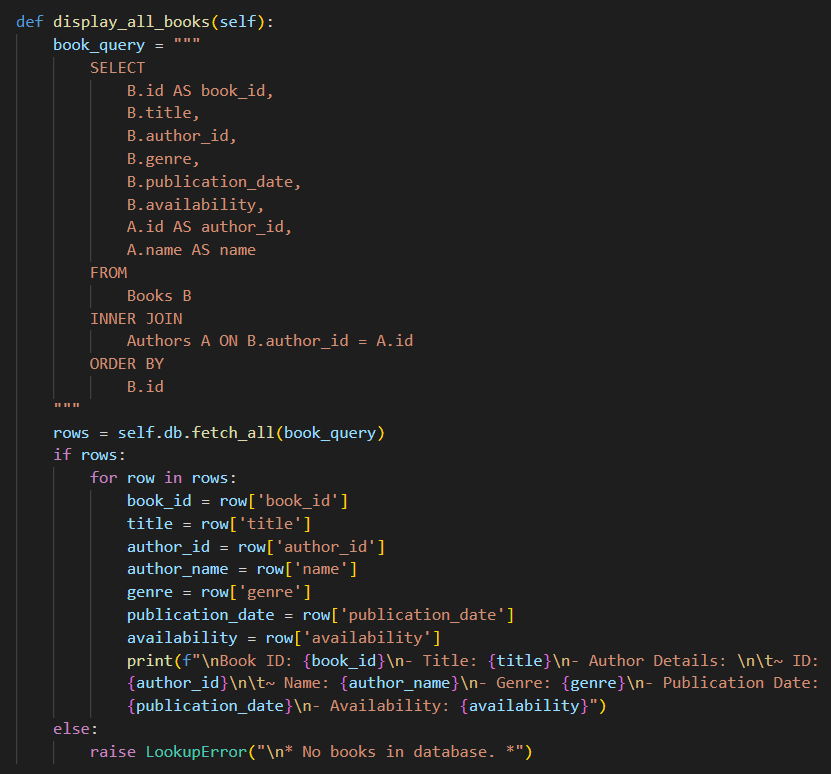 def display_all_books(self):
    book_query = """
        SELECT
            B.id AS book_id,
            B.title,
            B.author_id,
            B.genre,
            B.publication_date,
            B.availability,
            A.id AS author_id,
            A.name AS name
        FROM
            Books B
        INNER JOIN
            Authors A ON B.author_id = A.id
        ORDER BY
            B.id
    """
    rows = self.db.fetch_all(book_query)
    if rows:
        for row in rows:
            book_id = row['book_id']
            title = row['title']
            author_id = row['author_id']
            author_name = row['name']
            genre = row['genre']
            publication_date = row['publication_date']
            availability = row['availability']
            print(f"\nBook ID: {book_id}\n- Title: {title}\n- Author Details: \n\t~ ID:
            {author_id}\n\t~ Name: {author_name}\n- Genre: {genre}\n- Publication Date:
            {publication_date}\n- Availability: {availability}")
    else:
        raise LookupError("\n* No books in database. *")